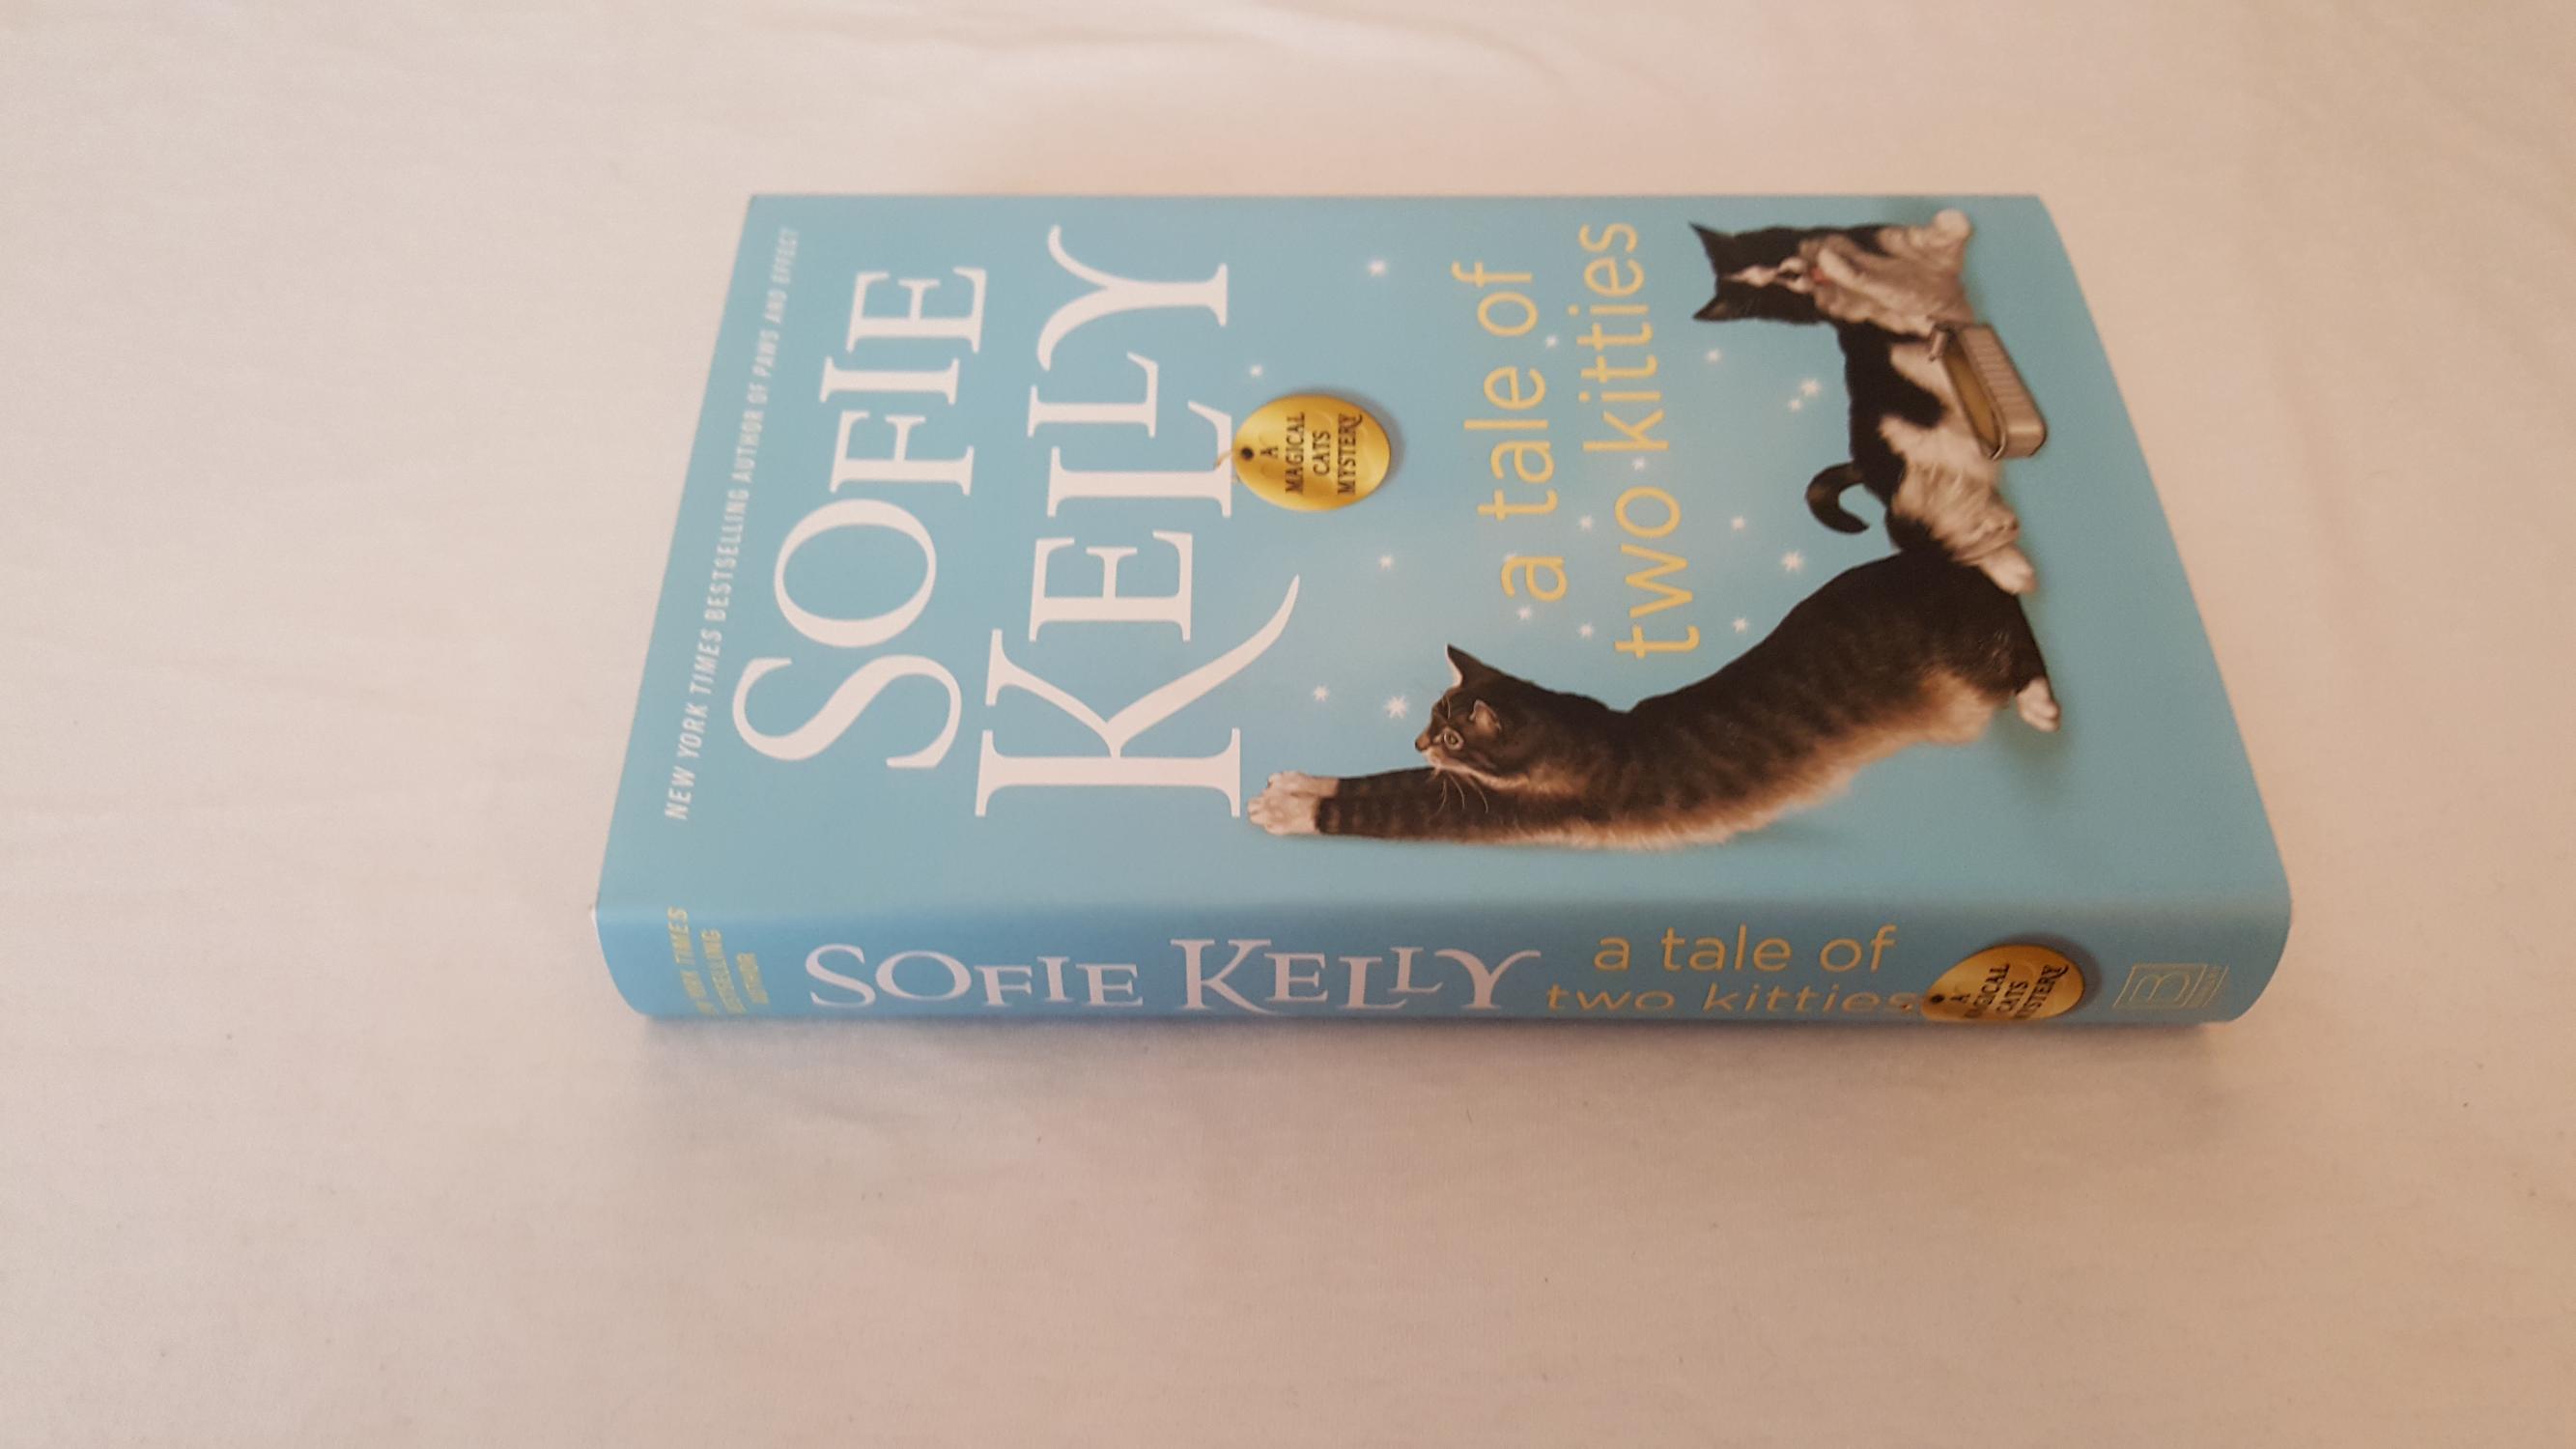 NEW YORK TIMES BESTSELLING AUTHOR OF PAWS AND EFFECT
SOFIE
KELLY
A
MAGICAL
CATS
MYSTERY
a tale of
two kitties
TIMES
BESTSELLING
AUTHOR
SOFIE KELLY
a tale of
two kitties
A
MAGICAL
CATS
MYSTERY
B